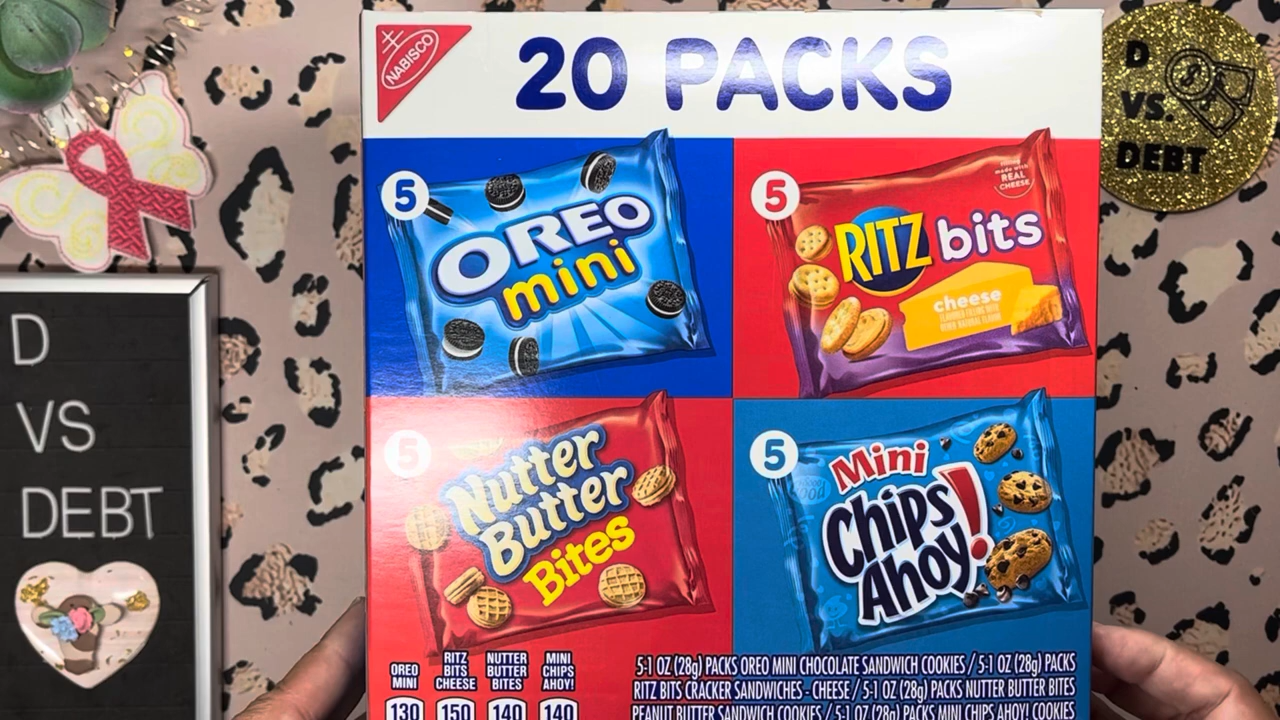 NABISCO
20 PACKS
D
VS.
DEBT
5
OREO
mini
5
made with
REAL
CHEESE
RITZ bits
cheese
D
VS
DEBT
5
Nutter
Butter
Bites
5
Mini
Chips
Ahoy!
OREO
MINI
130
RITZ
BITS
CHEESE
150
NUTTER
BUTTER
BITES
140
MINI
CHIPS
AHOY!
140
5-1 OZ (28g) PACKS OREO MINI CHOCOLATE SANDWICH COOKIES / 5-1 OZ (28g) PACKS
RITZ BITS CRACKER SANDWICHES - CHEESE / 5-1 OZ (28g) PACKS NUTTER BUTTER BITES
PEANUT BUTTER SANDWICH COOKIES / 5-1 OZ (28g) PACKS MINI CHIPS AHOY! COOKIES